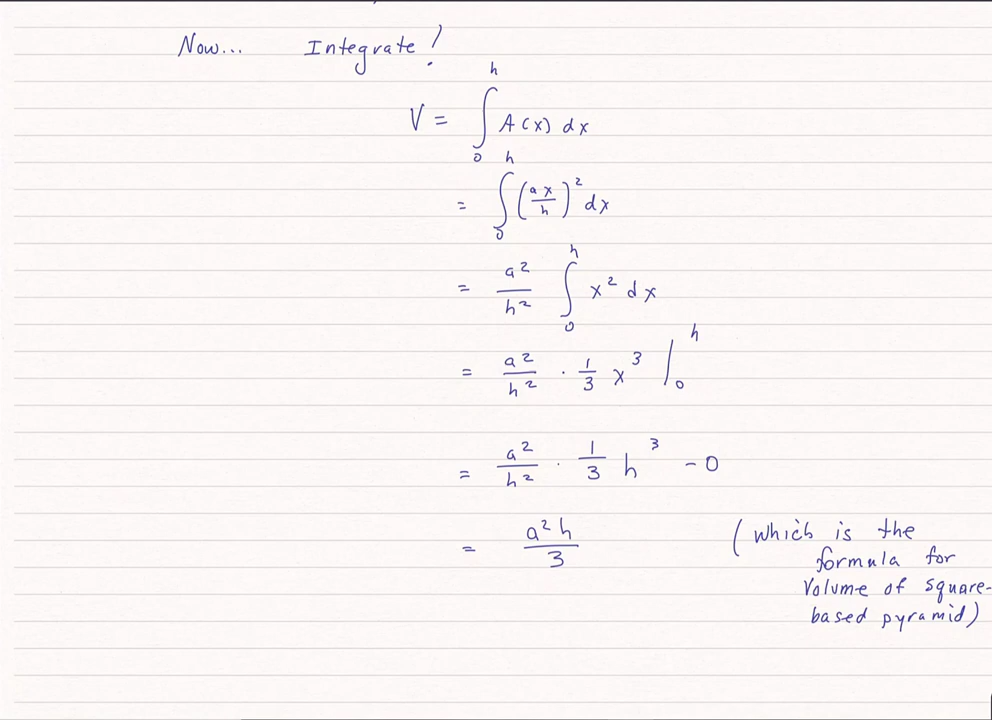 Now... Integrate!
V = ∫₀ʰ A(x) dx
= ∫₀ʰ (ax/h)² dx
= a²/h² ∫₀ʰ x² dx
= a²/h² · 1/3 x³ |₀ʰ
= a²/h² · 1/3 h³ - 0
= a²h/3 (which is the
formula for
Volume of square-
based pyramid)